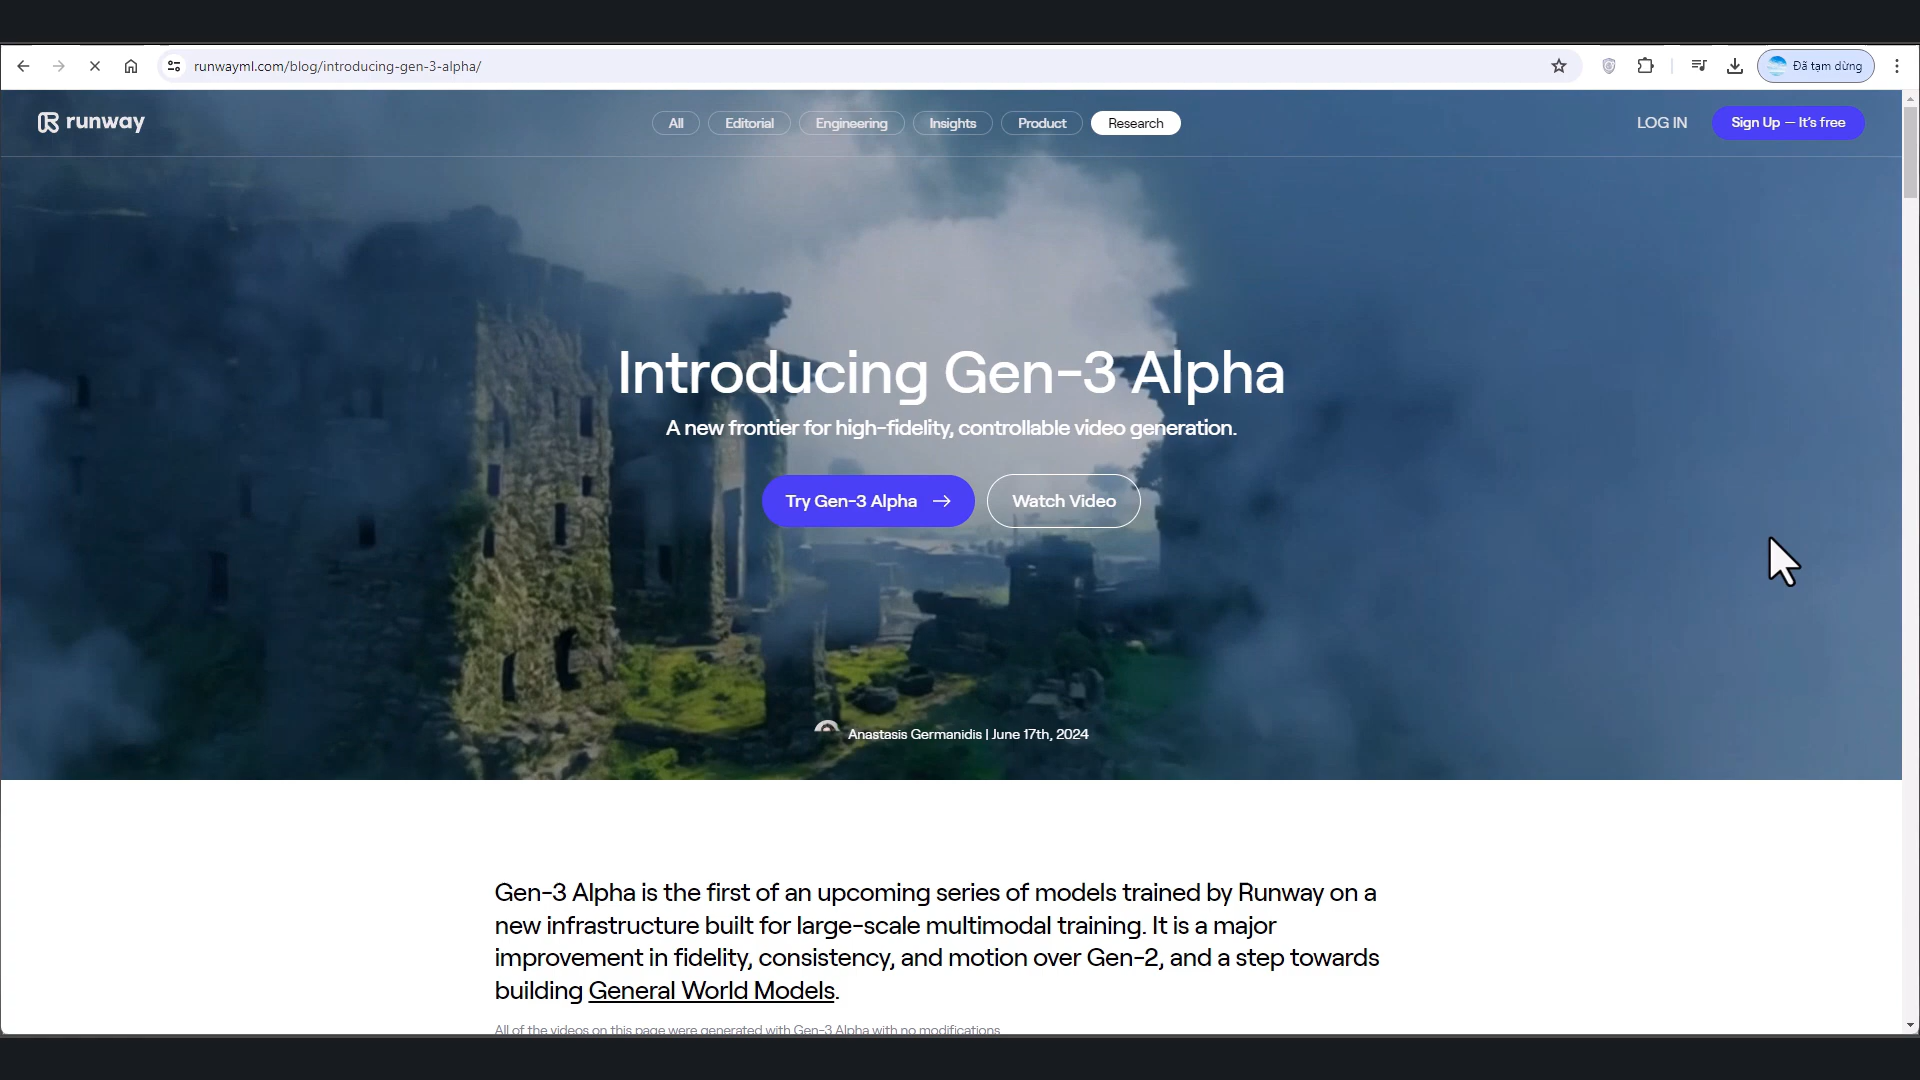 runwayml.com/blog/introducing-gen-3-alpha/
Đã tạm dừng
runway
All
Editorial
Engineering
Insights
Product
Research
LOG IN
Sign Up — It's free
Introducing Gen-3 Alpha
A new frontier for high-fidelity, controllable video generation.
Try Gen-3 Alpha →
Watch Video
Anastasis Germanidis | June 17th, 2024
Gen-3 Alpha is the first of an upcoming series of models trained by Runway on a
new infrastructure built for large-scale multimodal training. It is a major
improvement in fidelity, consistency, and motion over Gen-2, and a step towards
building General World Models.
All of the videos on this page were generated with Gen-3 Alpha with no modifications